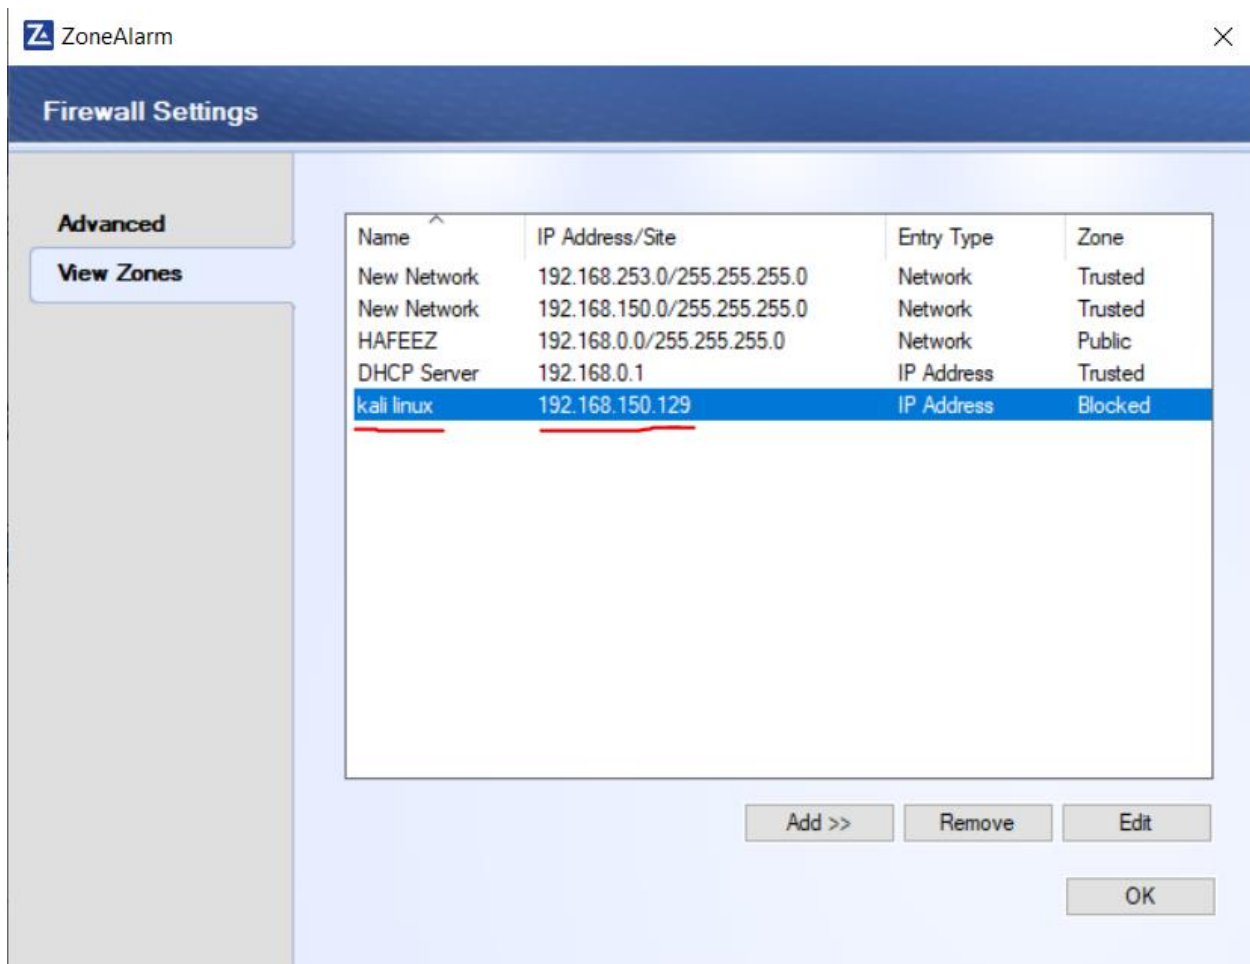 ZoneAlarm
Firewall Settings
Advanced
View Zones
Name IP Address/Site Entry Type Zone
New Network 192.168.253.0/255.255.255.0 Network Trusted
New Network 192.168.150.0/255.255.255.0 Network Trusted
HAFEEZ 192.168.0.0/255.255.255.0 Network Public
DHCP Server 192.168.0.1 IP Address Trusted
kali linux 192.168.150.129 IP Address Blocked
Add >> Remove Edit
OK